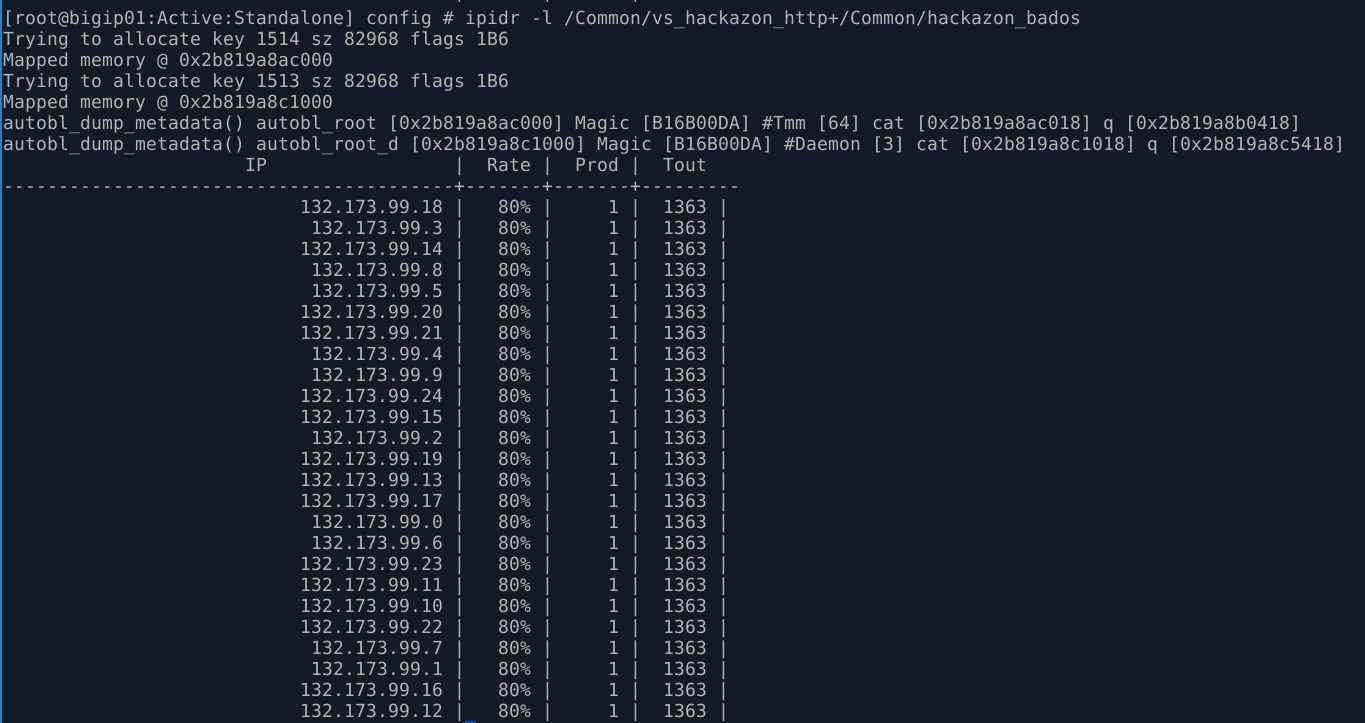 [root@bigip01:Active:Standalone] config # ipidr -l /Common/vs_hackazon_http+/Common/hackazon_bados
Trying to allocate key 1514 sz 82968 flags 1B6
Mapped memory @ 0x2b819a8ac000
Trying to allocate key 1513 sz 82968 flags 1B6
Mapped memory @ 0x2b819a8c1000
autobl_dump_metadata() autobl_root [0x2b819a8ac000] Magic [B16B00DA] #Tmm [64] cat [0x2b819a8ac018] q [0x2b819a8b0418]
autobl_dump_metadata() autobl_root_d [0x2b819a8c1000] Magic [B16B00DA] #Daemon [3] cat [0x2b819a8c1018] q [0x2b819a8c5418]
                      IP                 |  Rate |  Prod |  Tout
-----------------------------------------+-------+-------+---------
                           132.173.99.18 |   80% |     1 |  1363 |
                            132.173.99.3 |   80% |     1 |  1363 |
                           132.173.99.14 |   80% |     1 |  1363 |
                            132.173.99.8 |   80% |     1 |  1363 |
                            132.173.99.5 |   80% |     1 |  1363 |
                           132.173.99.20 |   80% |     1 |  1363 |
                           132.173.99.21 |   80% |     1 |  1363 |
                            132.173.99.4 |   80% |     1 |  1363 |
                            132.173.99.9 |   80% |     1 |  1363 |
                           132.173.99.24 |   80% |     1 |  1363 |
                           132.173.99.15 |   80% |     1 |  1363 |
                            132.173.99.2 |   80% |     1 |  1363 |
                           132.173.99.19 |   80% |     1 |  1363 |
                           132.173.99.13 |   80% |     1 |  1363 |
                           132.173.99.17 |   80% |     1 |  1363 |
                            132.173.99.0 |   80% |     1 |  1363 |
                            132.173.99.6 |   80% |     1 |  1363 |
                           132.173.99.23 |   80% |     1 |  1363 |
                           132.173.99.11 |   80% |     1 |  1363 |
                           132.173.99.10 |   80% |     1 |  1363 |
                           132.173.99.22 |   80% |     1 |  1363 |
                            132.173.99.7 |   80% |     1 |  1363 |
                            132.173.99.1 |   80% |     1 |  1363 |
                           132.173.99.16 |   80% |     1 |  1363 |
                           132.173.99.12 |   80% |     1 |  1363 |